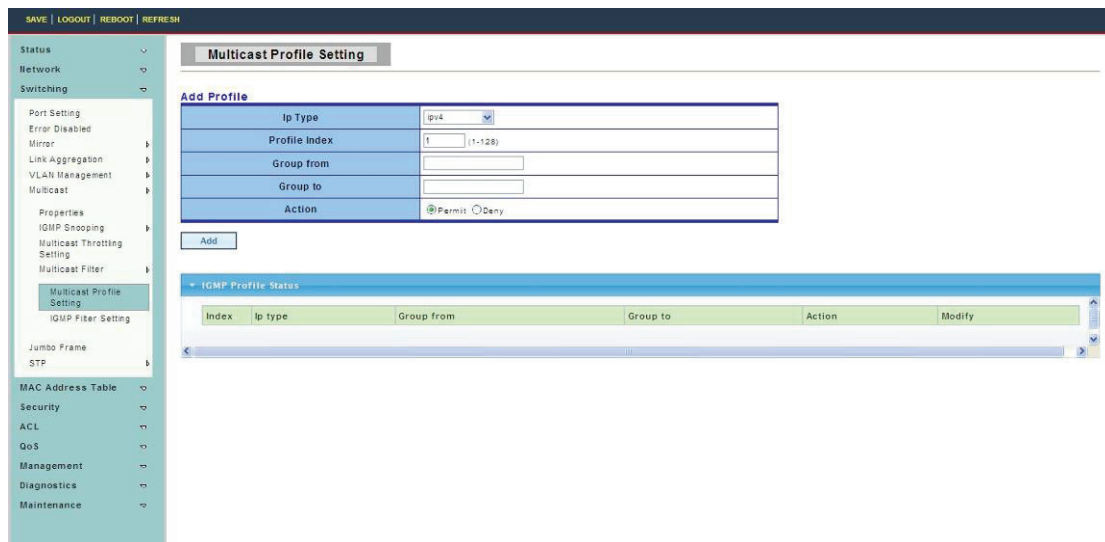 SAVE | LOGOUT | REBOOT | REFRESH
Status
Network
Switching
Port Setting
Error Disabled
Mirror
Link Aggregation
VLAN Management
Multicast
Properties
IGMP Snooping
Multicast Throttling
Setting
Multicast Filter
Multicast Profile
Setting
IGMP Filter Setting
Jumbo Frame
STP
MAC Address Table
Security
ACL
QoS
Management
Diagnostics
Maintenance
Multicast Profile Setting
Add Profile
Ip Type ipv4
Profile Index 1 (1-128)
Group from
Group to
Action Permit Deny
Add
IGMP Profile Status
Index Ip type Group from Group to Action Modify